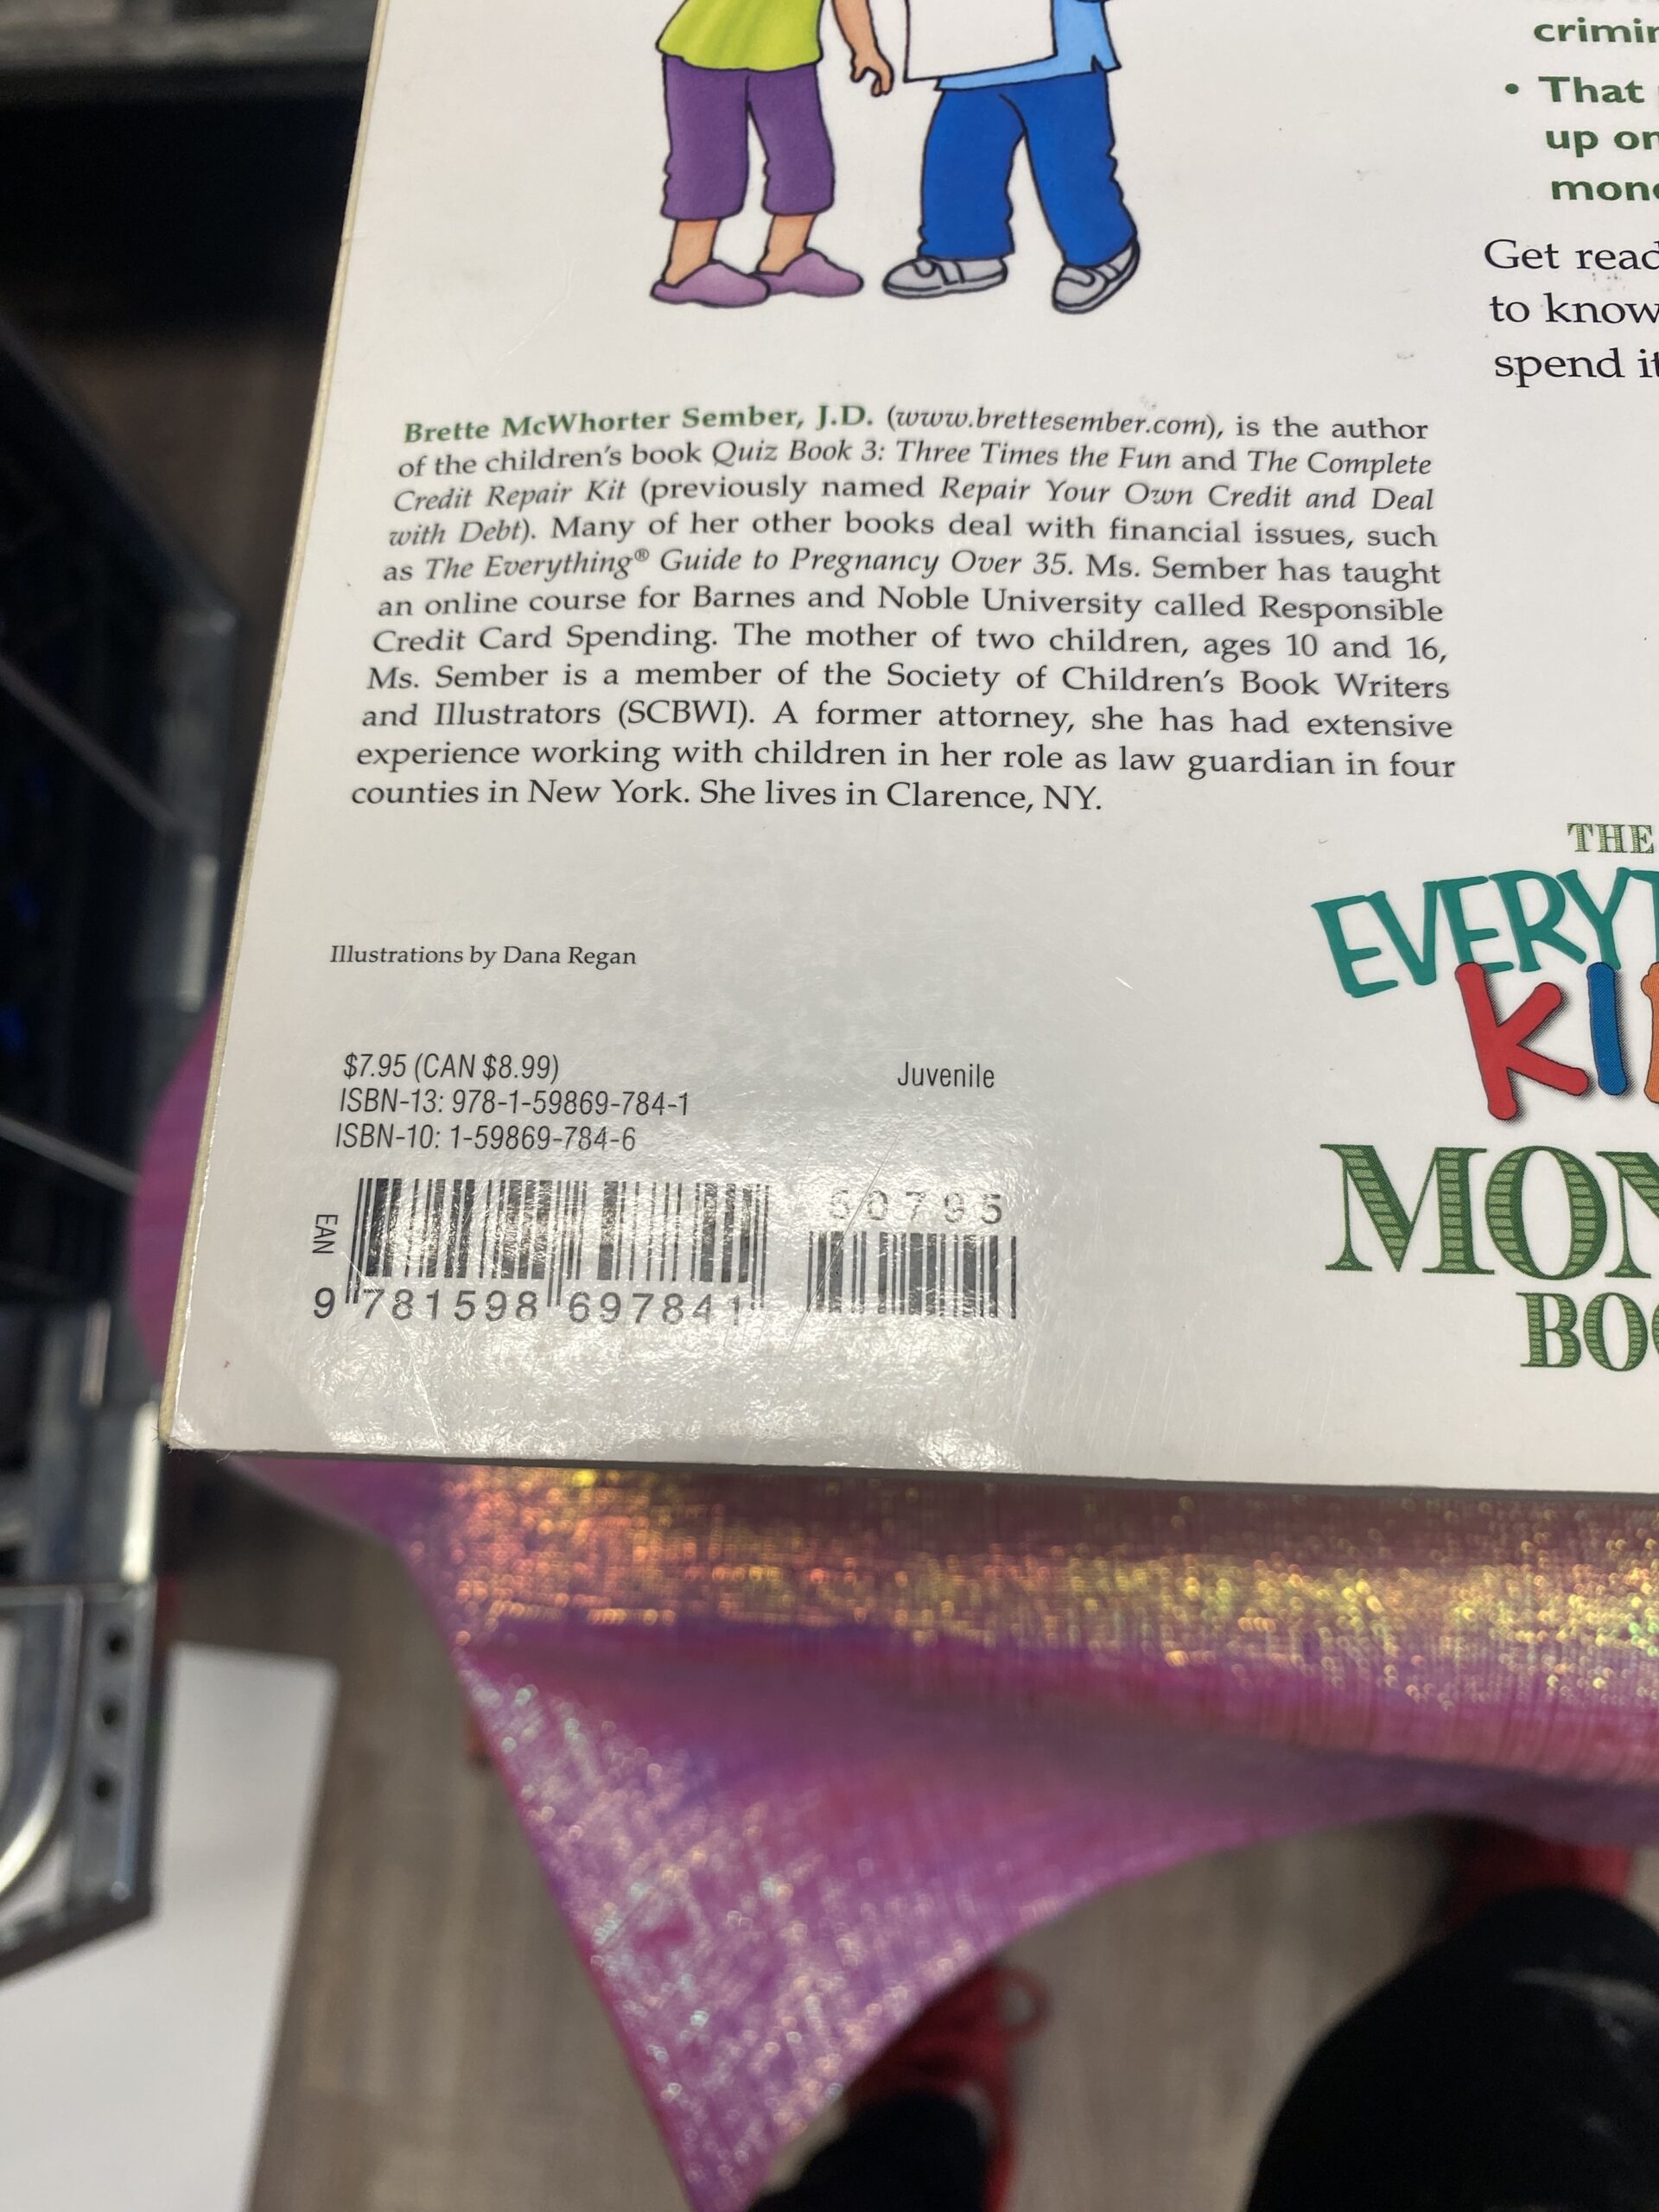 crimin
• That
up on
mone
Get read
to know
spend it
Brette McWhorter Sember, J.D. (www.brettesember.com), is the author
of the children's book Quiz Book 3: Three Times the Fun and The Complete
Credit Repair Kit (previously named Repair Your Own Credit and Deal
with Debt). Many of her other books deal with financial issues, such
as The Everything® Guide to Pregnancy Over 35. Ms. Sember has taught
an online course for Barnes and Noble University called Responsible
Credit Card Spending. The mother of two children, ages 10 and 16,
Ms. Sember is a member of the Society of Children's Book Writers
and Illustrators (SCBWI). A former attorney, she has had extensive
experience working with children in her role as law guardian in four
counties in New York. She lives in Clarence, NY.
Illustrations by Dana Regan
$7.95 (CAN $8.99)
ISBN-13: 978-1-59869-784-1
ISBN-10: 1-59869-784-6
Juvenile
EAN
50795
9 781598 697841
THE
EVERYT
KI
MON
BOO